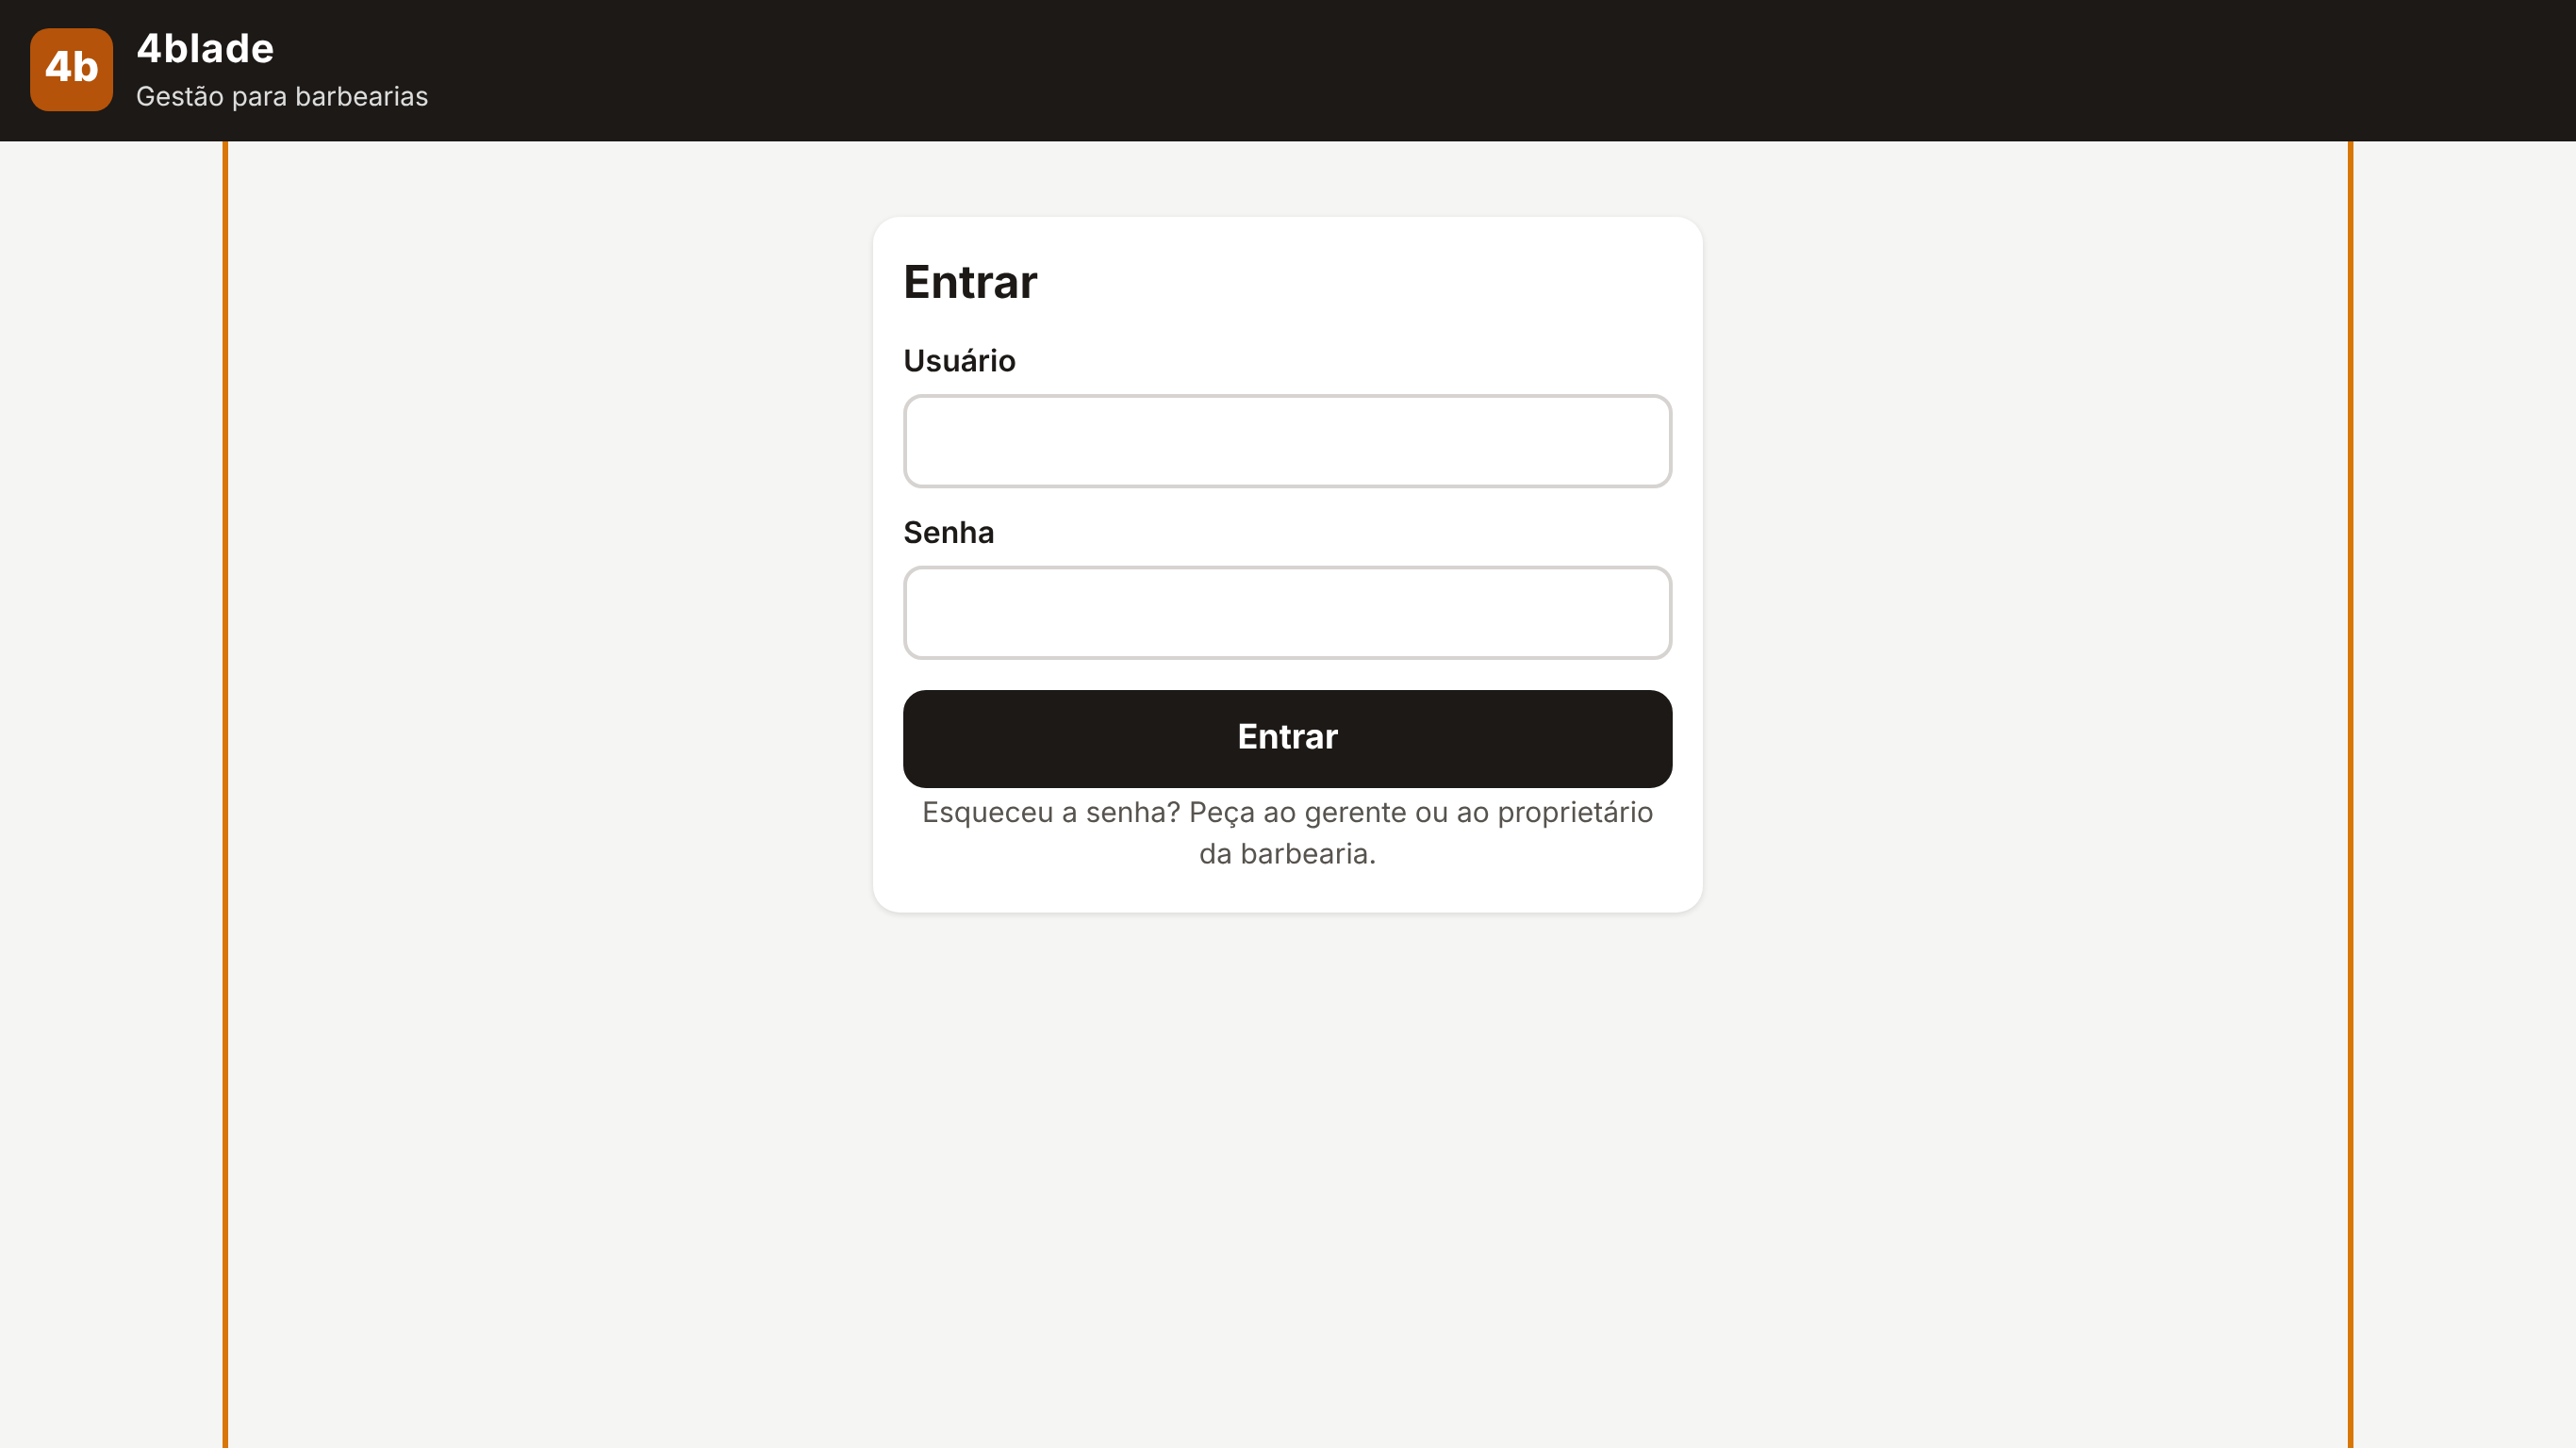 4b
4blade
Gestão para barbearias
Entrar
Usuário
Senha
Entrar
Esqueceu a senha? Peça ao gerente ou ao proprietário
da barbearia.